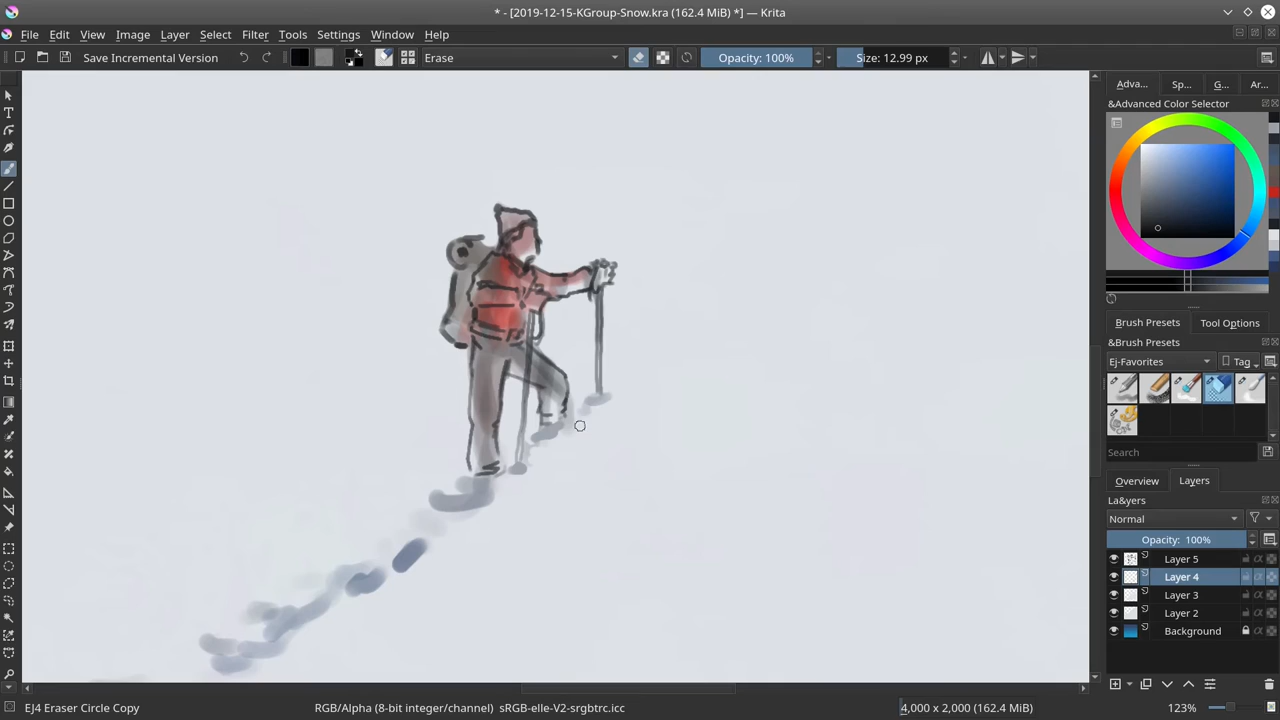 * - [2019-12-15-KGroup-Snow.kra (162.4 MiB) *] — Krita
File Edit View Image Layer Select Filter Tools Settings Window Help
Save Incremental Version Erase Opacity: 100% Size: 12.99 px
Adva... Sp... G... Ar...
&Advanced Color Selector
Brush Presets Tool Options
&Brush Presets
Ej-Favorites Tag
Search
Overview Layers
La&yers
Normal
Opacity: 100%
Layer 5
Layer 4
Layer 3
Layer 2
Background
EJ4 Eraser Circle Copy RGB/Alpha (8-bit integer/channel) sRGB-elle-V2-srgbtrc.icc 4,000 x 2,000 (162.4 MiB) 123%